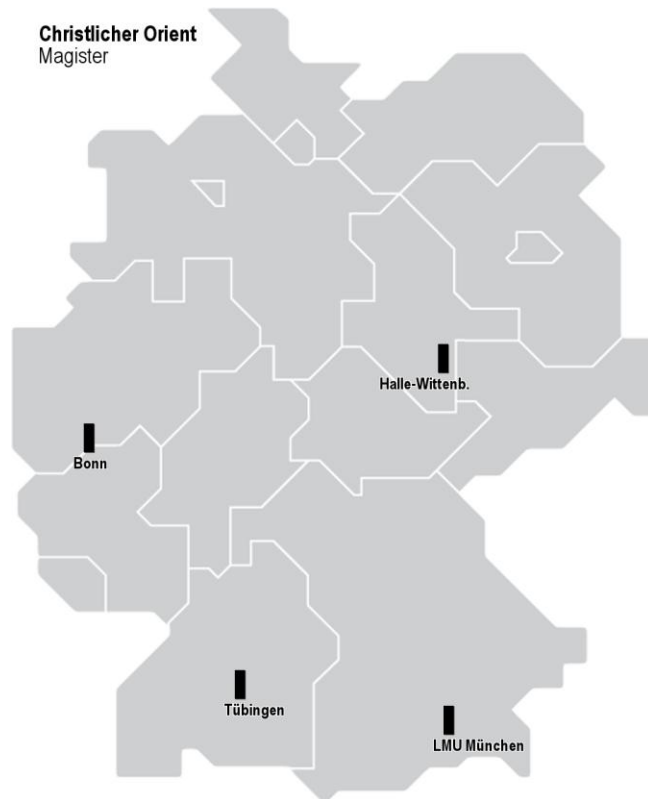 Christlicher Orient
Magister
Halle-Wittenb.
Bonn
Tübingen
LMU München